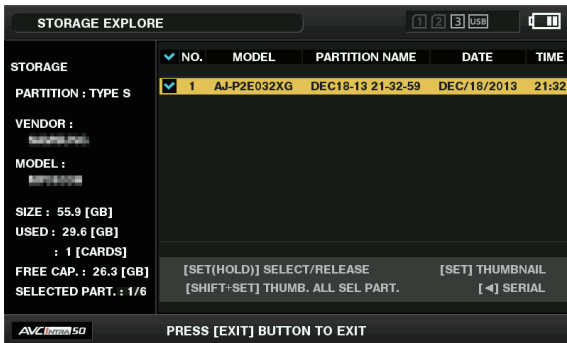 STORAGE EXPLORE
1 2 3 USB
NO. MODEL PARTITION NAME DATE TIME
1 AJ-P2E032XG DEC18-13 21-32-59 DEC/18/2013 21:32
STORAGE
PARTITION : TYPE S
VENDOR :
MODEL :
SIZE : 55.9 [GB]
USED : 29.6 [GB]
: 1 [CARDS]
FREE CAP. : 26.3 [GB]
SELECTED PART. : 1/6
[SET(HOLD)] SELECT/RELEASE [SET] THUMBNAIL
[SHIFT+SET] THUMB. ALL SEL PART. [◄] SERIAL
AVC INTRA 50 PRESS [EXIT] BUTTON TO EXIT